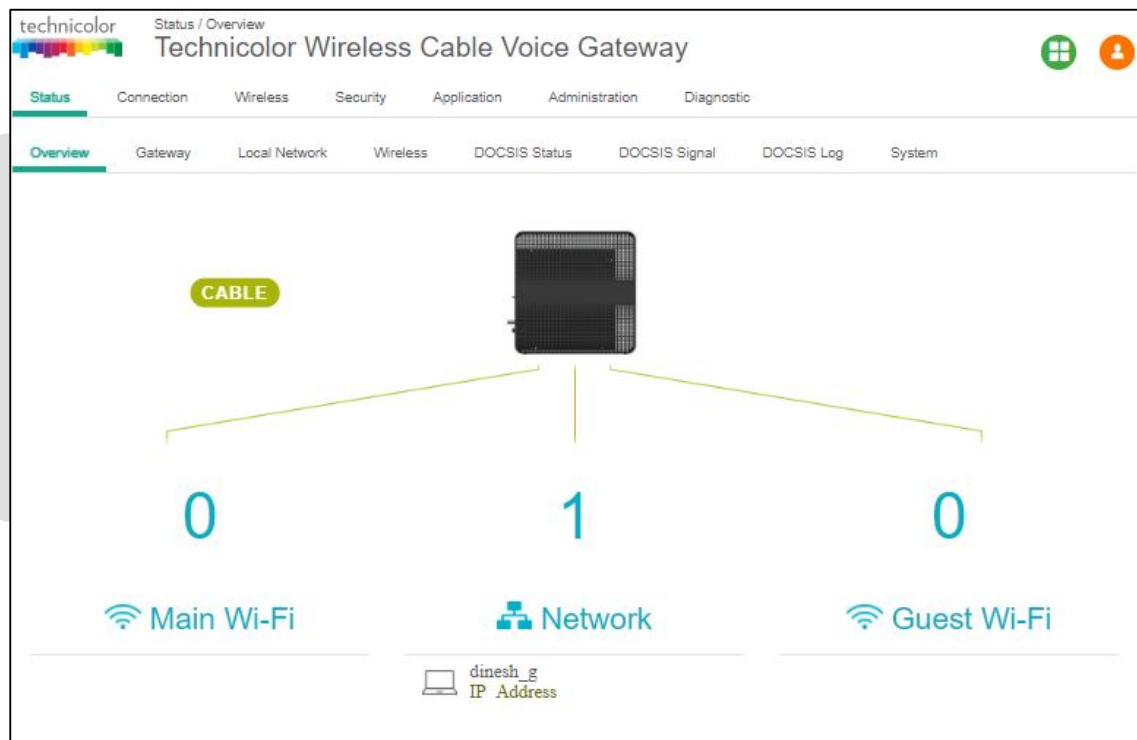 technicolor
Status / Overview
Technicolor Wireless Cable Voice Gateway
Status Connection Wireless Security Application Administration Diagnostic
Overview Gateway Local Network Wireless DOCSIS Status DOCSIS Signal DOCSIS Log System
CABLE
0 1 0
Main Wi-Fi Network Guest Wi-Fi
dinesh_g
IP Address